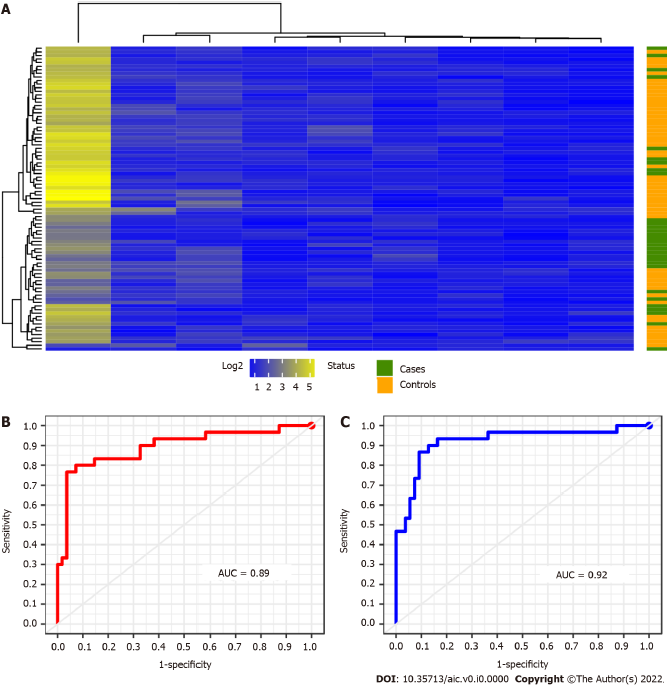 A
Log2
1 2 3 4 5
Status
Cases
Controls
B
1.0
0.9
0.8
0.7
0.6
0.5
0.4
0.3
0.2
0.1
0.0
Sensitivity
AUC = 0.89
0.0 0.1 0.2 0.3 0.4 0.5 0.6 0.7 0.8 0.9 1.0
1-specificity
C
1.0
0.9
0.8
0.7
0.6
0.5
0.4
0.3
0.2
0.1
0.0
Sensitivity
AUC = 0.92
0.0 0.1 0.2 0.3 0.4 0.5 0.6 0.7 0.8 0.9 1.0
1-specificity
DOI: 10.35713/aic.v0.i0.0000 Copyright ©The Author(s) 2022.